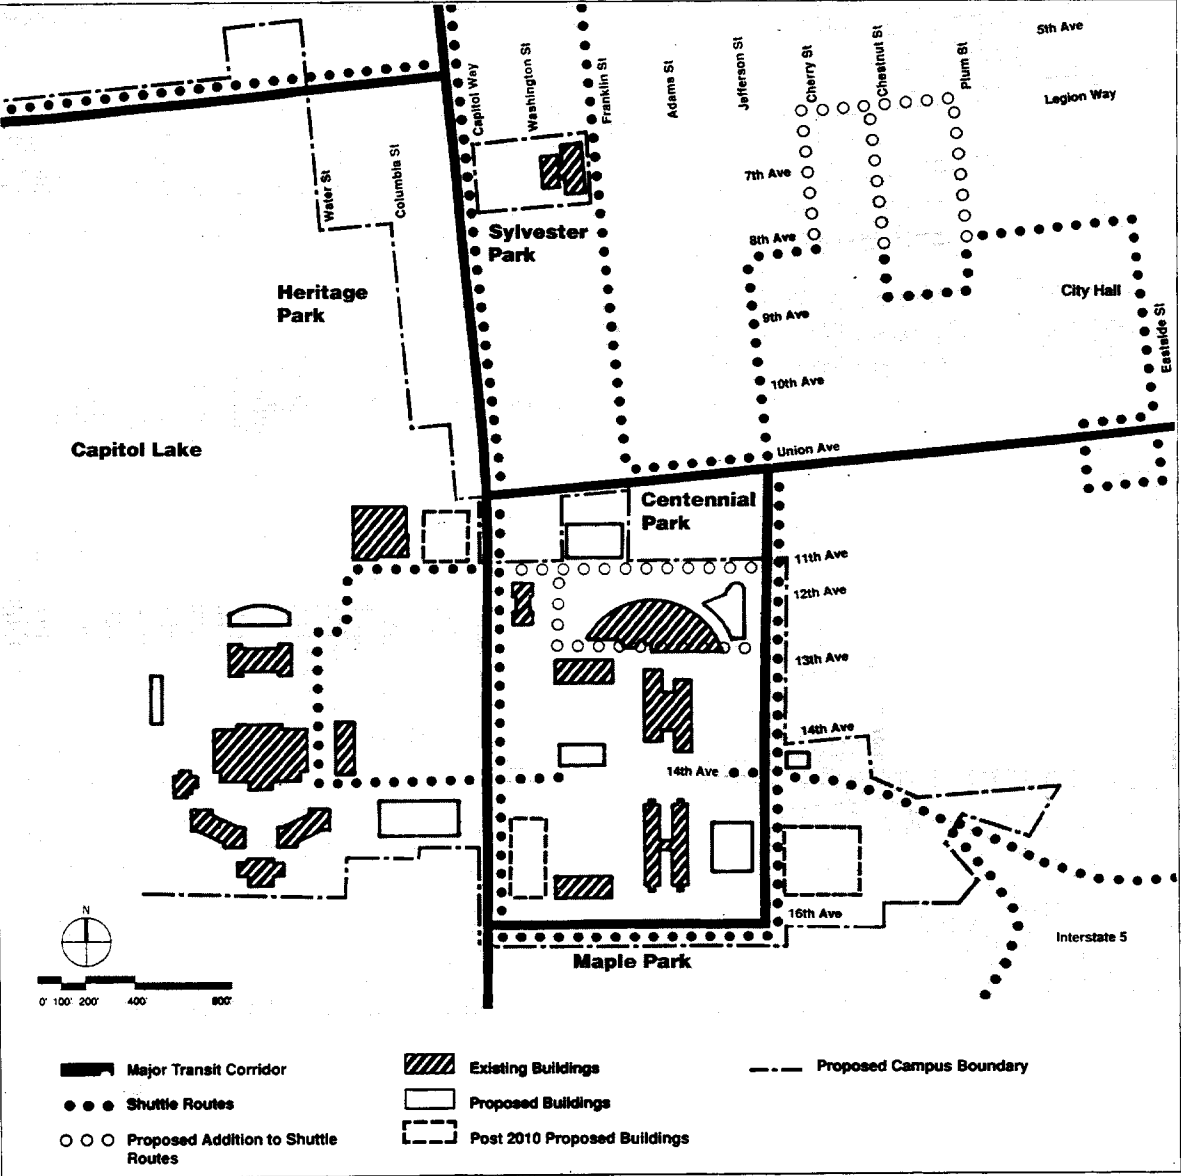 5th Ave
Capitol Way
Washington St
Franklin St
Adams St
Jefferson St
Cherry St
Chestnut St
Plum St
Legion Way
Water St
Columbia St
7th Ave
Sylvester
Park
8th Ave
Heritage
Park
City Hall
9th Ave
Eastside St
10th Ave
Capitol Lake
Union Ave
Centennial
Park
11th Ave
12th Ave
13th Ave
14th Ave
14th Ave
16th Ave
N
Interstate 5
Maple Park
0' 100' 200' 400' 800'
Major Transit Corridor
Shuttle Routes
Proposed Addition to Shuttle
Routes
Existing Buildings
Proposed Buildings
Post 2010 Proposed Buildings
Proposed Campus Boundary